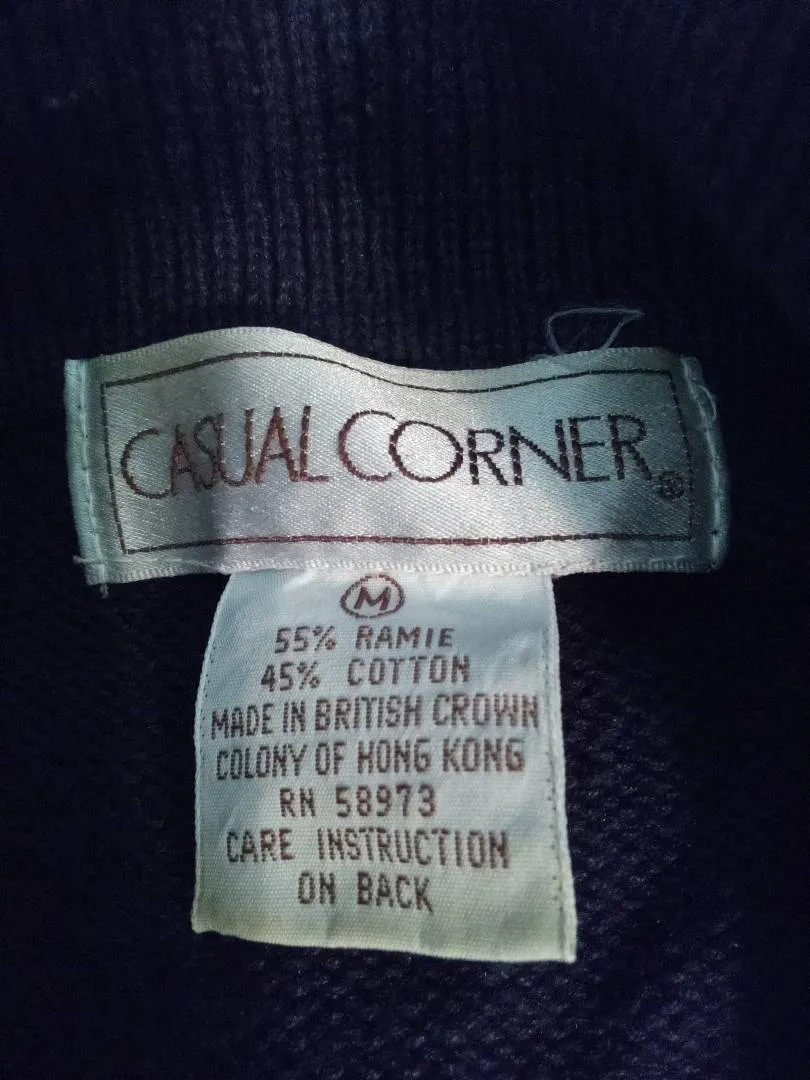 CASUAL CORNER®
M
55% RAMIE
45% COTTON
MADE IN BRITISH CROWN
COLONY OF HONG KONG
RN 58973
CARE INSTRUCTION
ON BACK